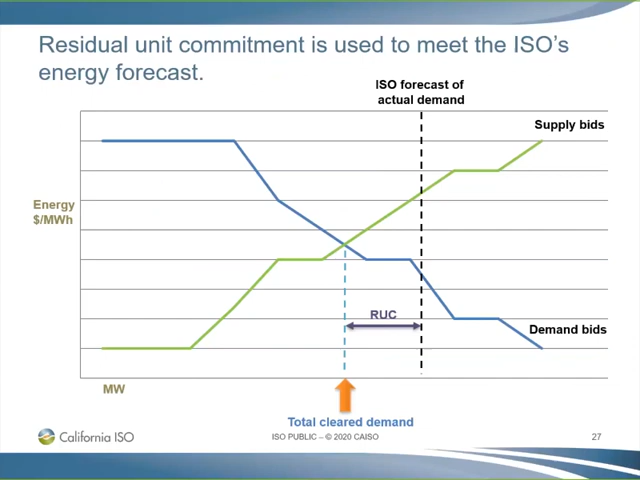 Residual unit commitment is used to meet the ISO's
energy forecast.
ISO forecast of
actual demand
Supply bids
Energy
$/MWh
RUC
Demand bids
MW
Total cleared demand
California ISO
ISO PUBLIC – © 2020 CAISO
27